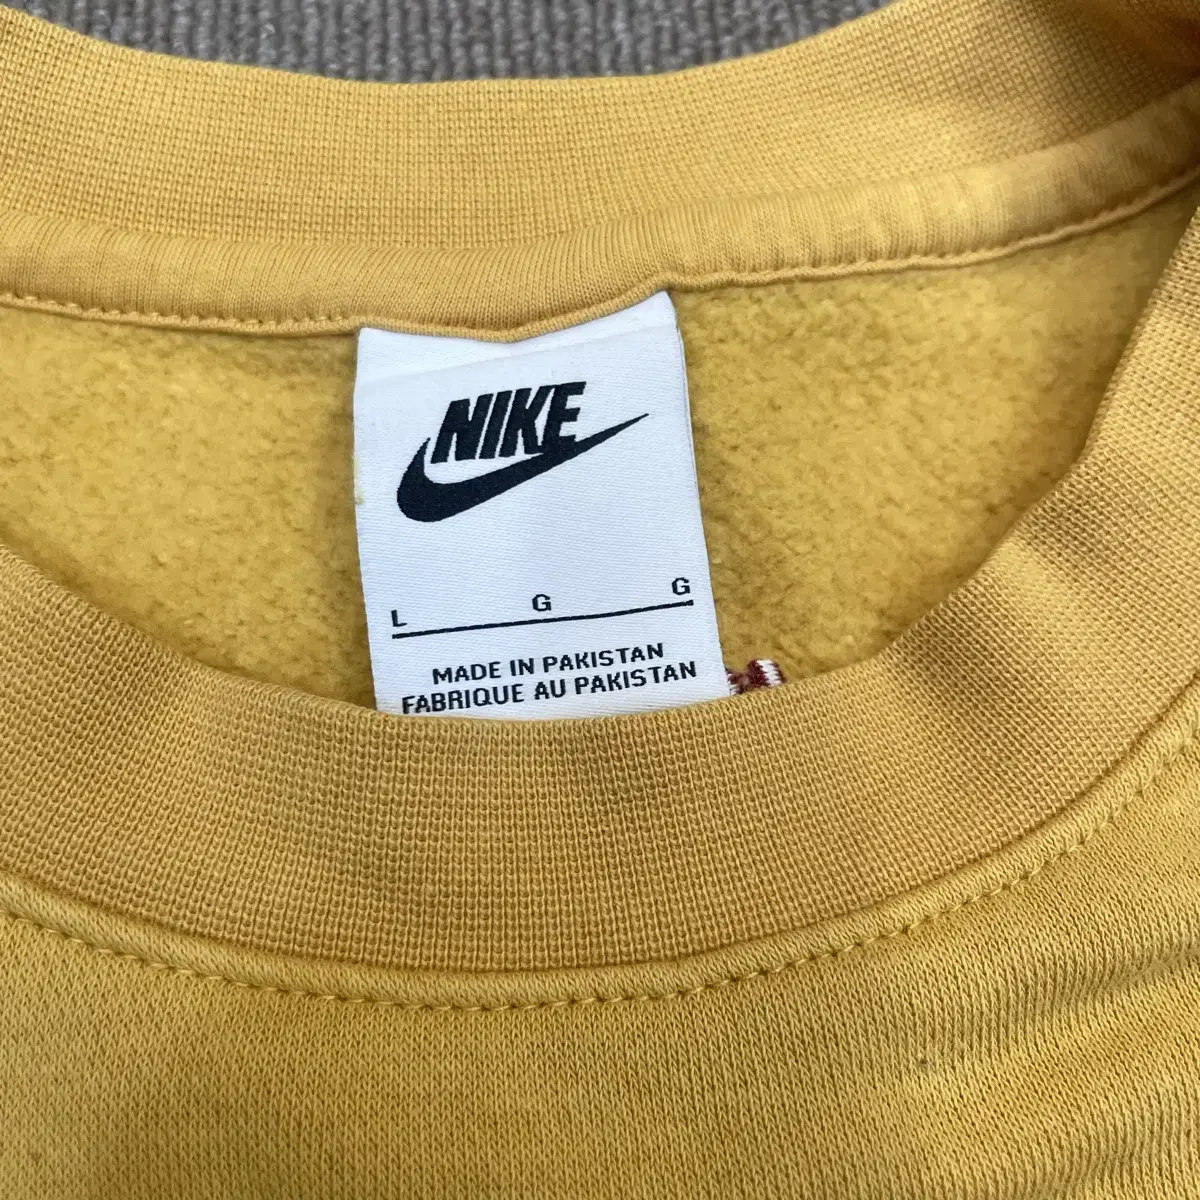 NIKE
L G G
MADE IN PAKISTAN
FABRIQUE AU PAKISTAN